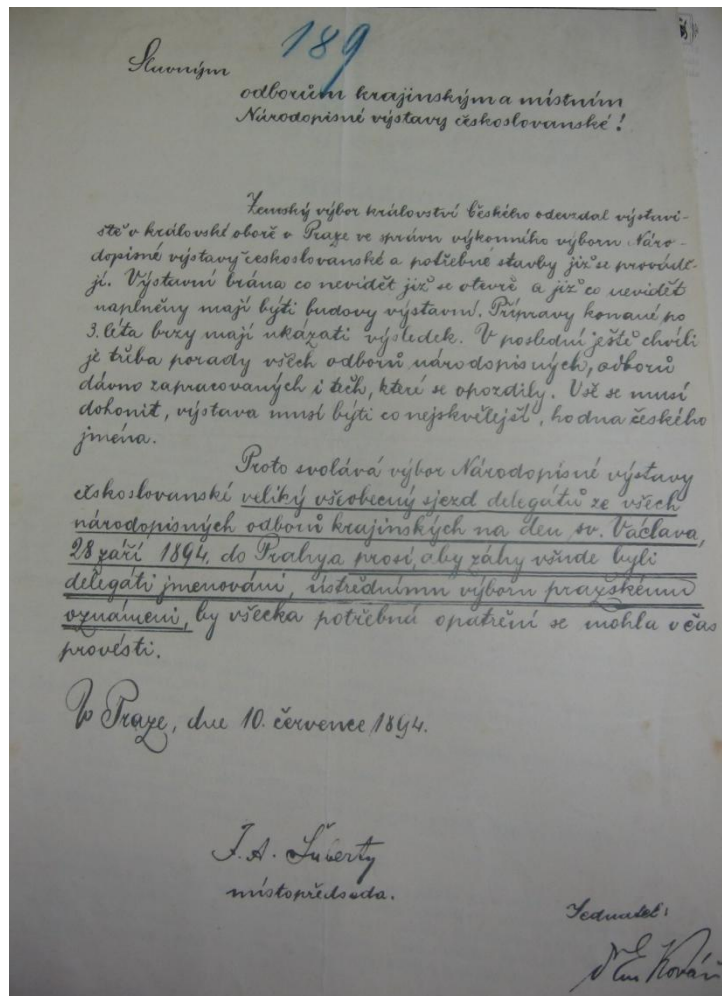 189
Slavným
odborům krajinským a místním
Národopisné výstavy českoslovanské!
Zemský výbor království Českého odevzdal výstavi-
ště v královské oboře v Praze ve správu výkonného výboru Náro-
dopisné výstavy českoslovanské a potřebné stavby již se provádě-
jí. Výstavní brána co nevidět již se otevře a již co nevidět
naplněny mají býti budovy výstavní. Přípravy konané po
3. léta brzy mají ukázati výsledek. V poslední ještě chvíli
je třeba porady všech odborů národopisných, odborů
dávno zapracovaných i těch, které se opozdily. Vše se musí
dohonit, výstava musí býti co nejskvělejší, hodna českého
jména.
Proto svolává výbor Národopisné výstavy
českoslovanské veliký všeobecný sjezd delegátů ze všech
národopisných odborů krajinských na den sv. Václava,
28 září 1894, do Prahy a prosí, aby záhy všude byli
delegáti jmenováni, ústřednímu výboru pražskému
oznámeni, by všecka potřebná opatření se mohla včas
provésti.
V Praze, dne 10. července 1894.
F. A. Šubert
místopředseda.
Jednatel:
Kovář